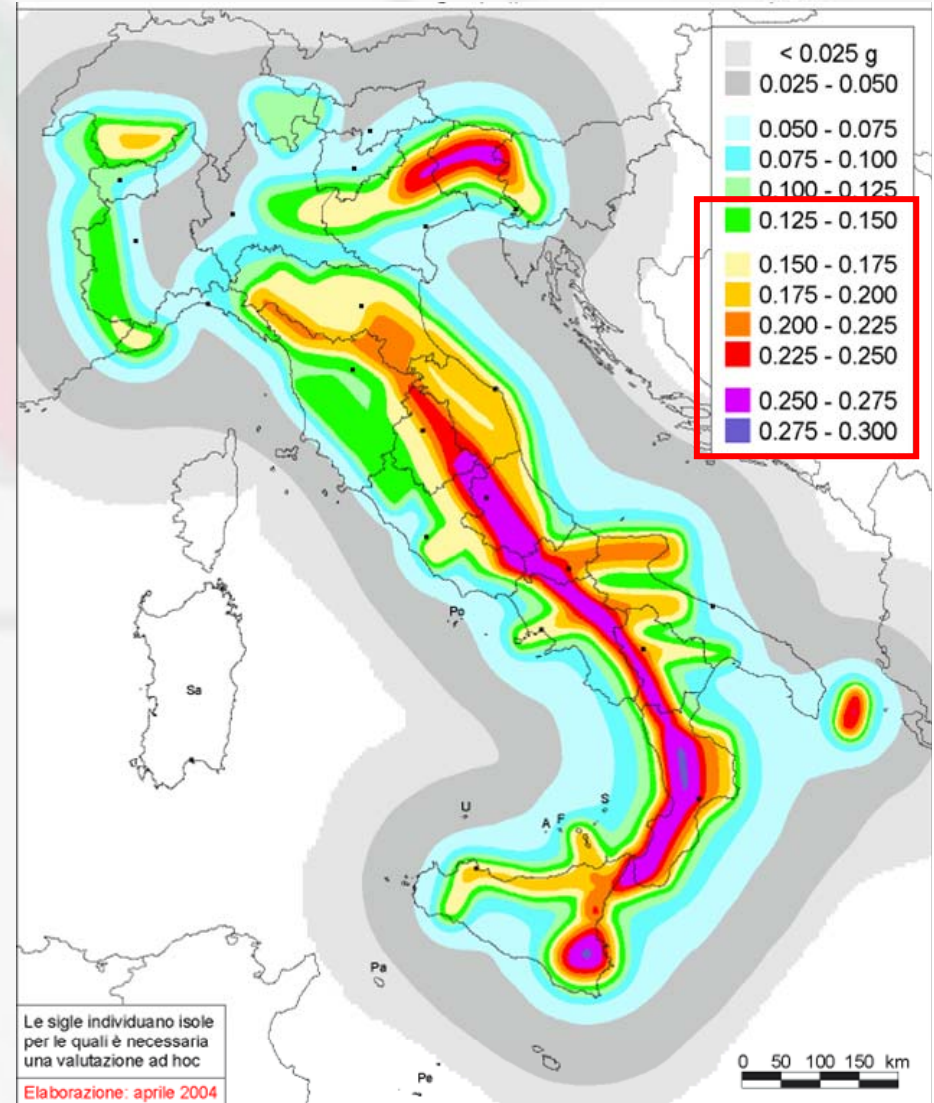 < 0.025 g
0.025 - 0.050
0.050 - 0.075
0.075 - 0.100
0.100 - 0.125
0.125 - 0.150
0.150 - 0.175
0.175 - 0.200
0.200 - 0.225
0.225 - 0.250
0.250 - 0.275
0.275 - 0.300
Po
Sa
U
S
A F
Pa
Pe
Le sigle individuano isole
per le quali è necessaria
una valutazione ad hoc
Elaborazione: aprile 2004
0 50 100 150 km